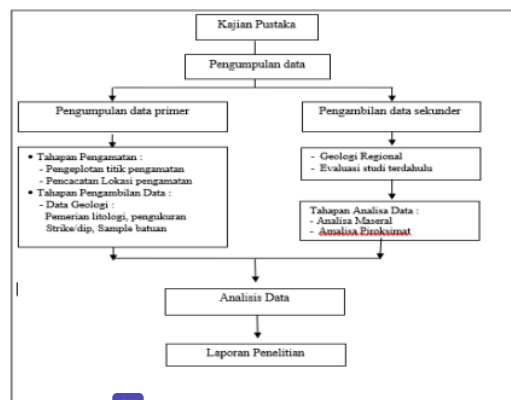 Kajian Pustaka
Pengumpulan data
Pengumpulan data primer
Pengambilan data sekunder
• Tahapan Pengamatan :
- Pengeplotan titik pengamatan
- Pencacatan Lokasi pengamatan
• Tahapan Pengambilan Data :
- Data Geologi :
Pemerian litologi, pengukuran
Strike/dip, Sample batuan
- Geologi Regional
- Evaluasi studi terdahulu
Tahapan Analisa Data :
- Analisa Maseral
- Amalisa Piroksimat
Analisis Data
Laporan Penelitian